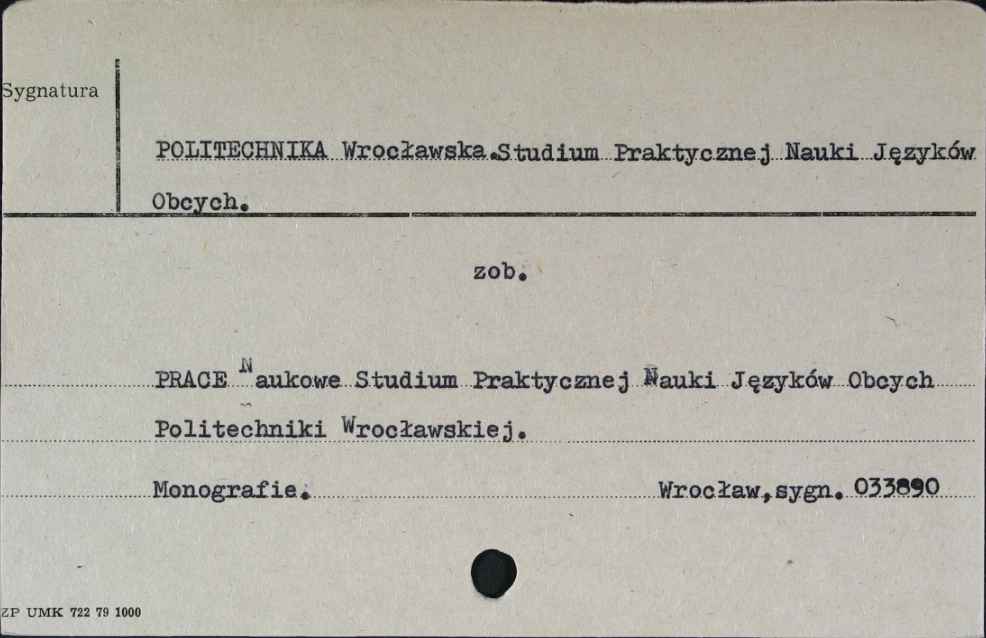 Sygnatura
POLITECHNIKA Wrocławska.Studium Praktycznej Nauki Języków
Obcych.
zob.
PRACE Naukowe Studium Praktycznej Nauki Języków Obcych
Politechniki Wrocławskiej.
Monografie. Wrocław,sygn. 033890
ZP UMK 722 79 1000